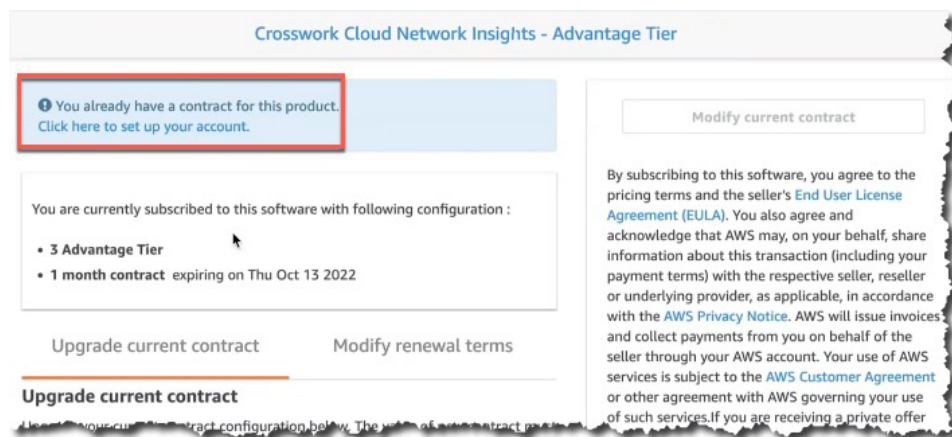 Crosswork Cloud Network Insights - Advantage Tier
You already have a contract for this product.
Click here to set up your account.
You are currently subscribed to this software with following configuration :
• 3 Advantage Tier
• 1 month contract expiring on Thu Oct 13 2022
Upgrade current contract
Modify renewal terms
Upgrade current contract
contract configuration below. The
Modify current contract
By subscribing to this software, you agree to the
pricing terms and the seller's End User License
Agreement (EULA). You also agree and
acknowledge that AWS may, on your behalf, share
information about this transaction (including your
payment terms) with the respective seller, reseller
or underlying provider, as applicable, in accordance
with the AWS Privacy Notice. AWS will issue invoices
and collect payments from you on behalf of the
seller through your AWS account. Your use of AWS
services is subject to the AWS Customer Agreement
or other agreement with AWS governing your use
of such services.If you are receiving a private offer